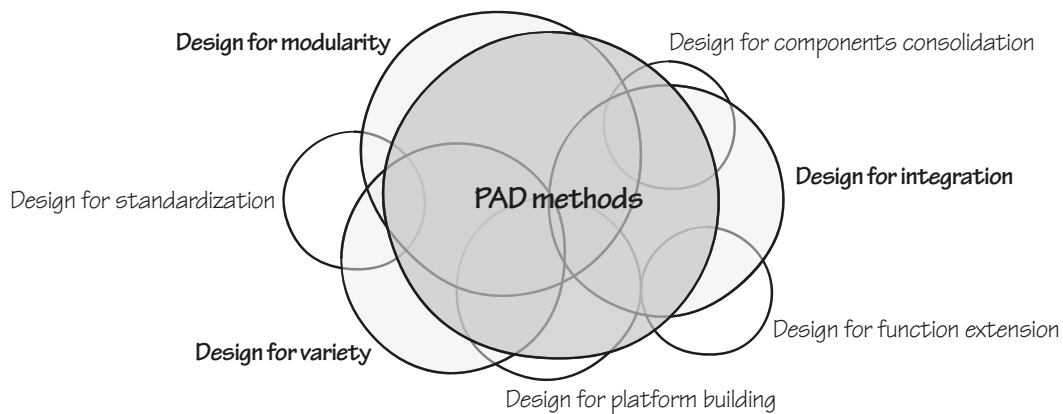 Design for modularity
Design for components consolidation
Design for integration
PAD methods
Design for standardization
Design for function extension
Design for variety
Design for platform building